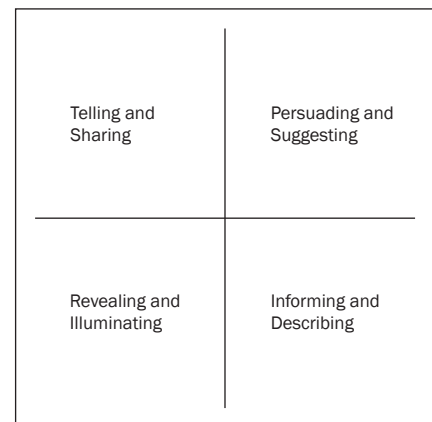 Telling and
Sharing
Persuading and
Suggesting
Revealing and
Illuminating
Informing and
Describing